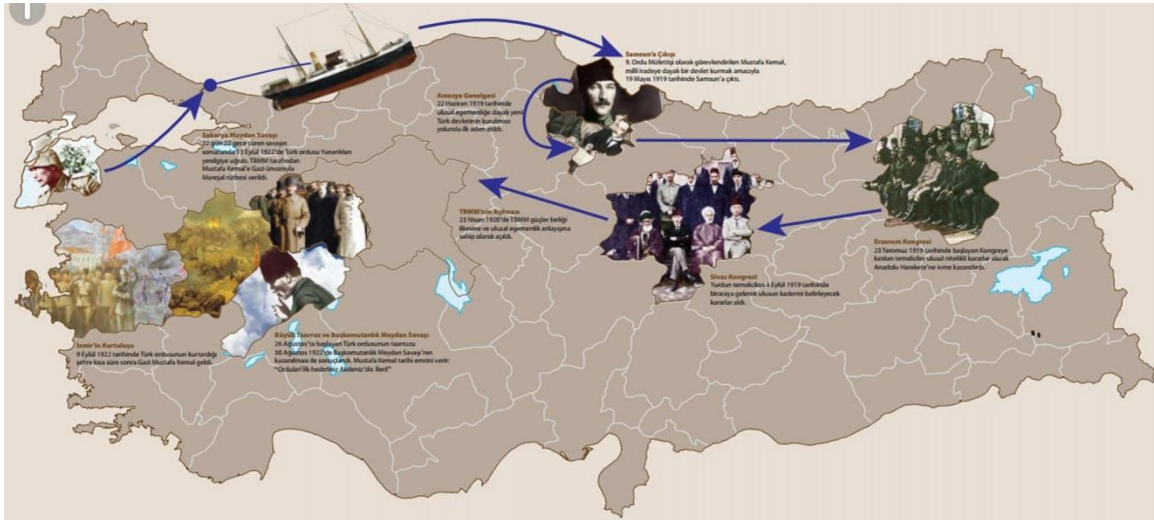 Samsun'a Çıkışı
9. Ordu Müfettişi olarak görevlendirilen Mustafa Kemal,
milli iradeye dayalı bir devlet kurmak amacıyla
19 Mayıs 1919 tarihinde Samsun'a çıktı.
Amasya Genelgesi
22 Haziran 1919 tarihinde
ulusal egemenliğe dayalı yeni
Türk devletinin kurulması
yolunda ilk adım atıldı.
Sakarya Meydan Savaşı
22 gün 22 gece süren savaşın
sonucunda 13 Eylül 1922'de Türk ordusu Yunanlıları
yenilgiye uğrattı. TBMM tarafından
Mustafa Kemal'e Gazi ünvanıyla
Mareşal rütbesi verildi.
TBMM'nin Açılması
23 Nisan 1920'de TBMM güçler birliği
ilkesine ve ulusal egemenlik anlayışına
sahip olarak açıldı.
Erzurum Kongresi
23 Temmuz 1919 tarihinde başlayan Kongreye
katılan temsilciler ulusal nitelikli kararlar alarak
Anadolu Hareketi'ne ivme kazandırdı.
Sivas Kongresi
Yurdun temsilcileri 4 Eylül 1919 tarihinde
biraraya gelerek ulusun kaderini belirleyecek
kararlar aldı.
İzmir'in Kurtuluşu
9 Eylül 1922 tarihinde Türk ordusunun kurtardığı
şehre kısa süre sonra Gazi Mustafa Kemal geldi.
Büyük Taarruz ve Başkomutanlık Meydan Savaşı
26 Ağustos'ta başlayan Türk ordusunun taarruzu
30 Ağustos 1922'de Başkomutanlık Meydan Savaşı'nın
kazanılması ile sonuçlandı. Mustafa Kemal tarihi emrini verir:
"Ordular! İlk hedefiniz Akdeniz'dir. İleri!"